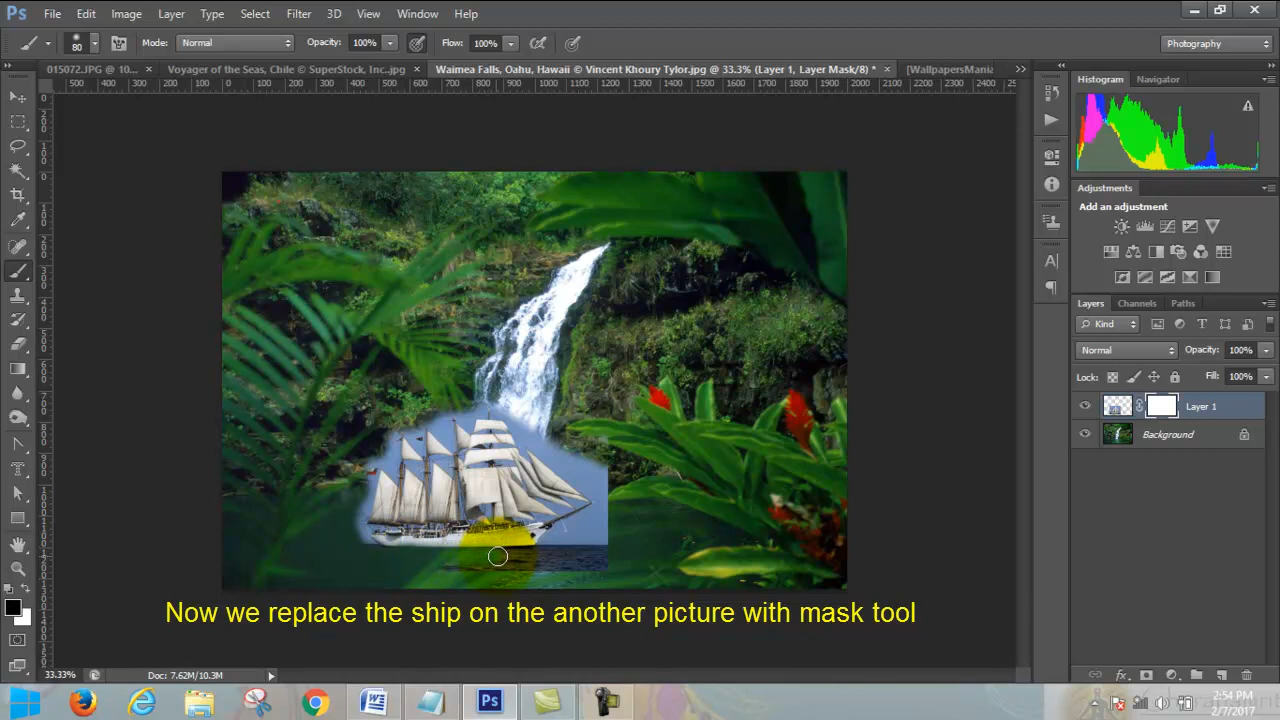 Ps File Edit Image Layer Type Select Filter 3D View Window Help
80 Mode: Normal Opacity: 100% Flow: 100% Photography
015072.JPG @ 10... × Voyager of the Seas, Chile © SuperStock, Inc..jpg × Waimea Falls, Oahu, Hawaii © Vincent Khoury Tylor.jpg @ 33.3% (Layer 1, Layer Mask/8) * × [WallpapersMania
Histogram Navigator
Adjustments
Add an adjustment
Layers Channels Paths
Kind
Normal Opacity: 100%
Lock: Fill: 100%
Layer 1
Background
Now we replace the ship on the another picture with mask tool
33.33% Doc: 7.62M/10.3M
2:54 PM
2/7/2017